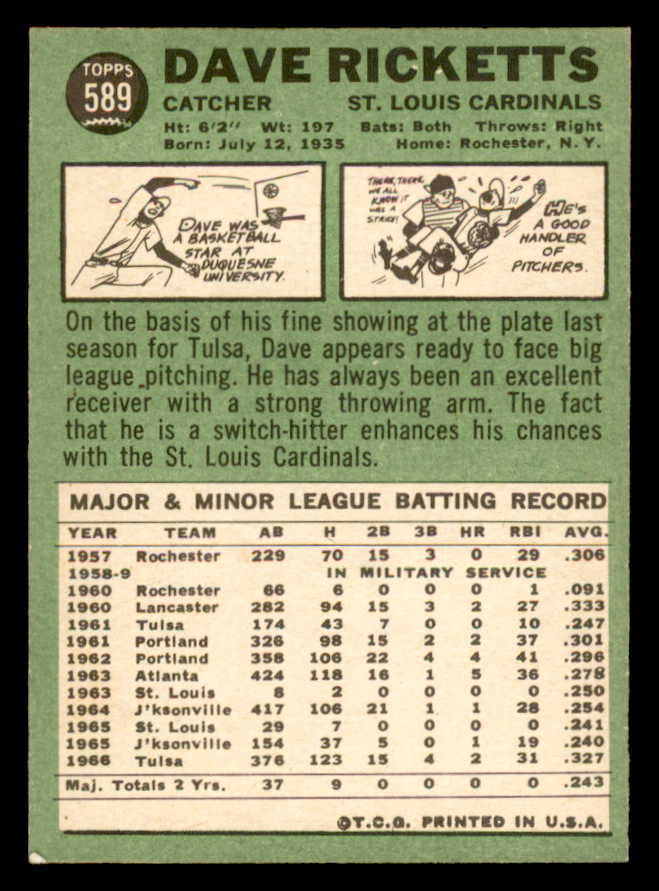 TOPPS
589
DAVE RICKETTS
CATCHER ST. LOUIS CARDINALS
Ht: 6'2" Wt: 197 Bats: Both Throws: Right
Born: July 12, 1935 Home: Rochester, N. Y.
DAVE WAS
A BASKETBALL
STAR AT
DUQUESNE
UNIVERSITY.
THERE, THERE,
WE ALL
KNOW IT
WAS A
STRIKE!
HE'S
A GOOD
HANDLER
OF
PITCHERS.
On the basis of his fine showing at the plate last
season for Tulsa, Dave appears ready to face big
league pitching. He has always been an excellent
receiver with a strong throwing arm. The fact
that he is a switch-hitter enhances his chances
with the St. Louis Cardinals.
MAJOR & MINOR LEAGUE BATTING RECORD
YEAR TEAM AB H 2B 3B HR RBI AVG.
1957 Rochester 229 70 15 3 0 29 .306
1958-9 IN MILITARY SERVICE
1960 Rochester 66 6 0 0 0 1 .091
1960 Lancaster 282 94 15 3 2 27 .333
1961 Tulsa 174 43 7 0 0 10 .247
1961 Portland 326 98 15 2 2 37 .301
1962 Portland 358 106 22 4 4 41 .296
1963 Atlanta 424 118 16 1 5 36 .278
1963 St. Louis 8 2 0 0 0 0 .250
1964 J'ksonville 417 106 21 1 1 28 .254
1965 St. Louis 29 7 0 0 0 0 .241
1965 J'ksonville 154 37 5 0 1 19 .240
1966 Tulsa 376 123 15 4 2 31 .327
Maj. Totals 2 Yrs. 37 9 0 0 0 0 .243
©T.C.G. PRINTED IN U.S.A.